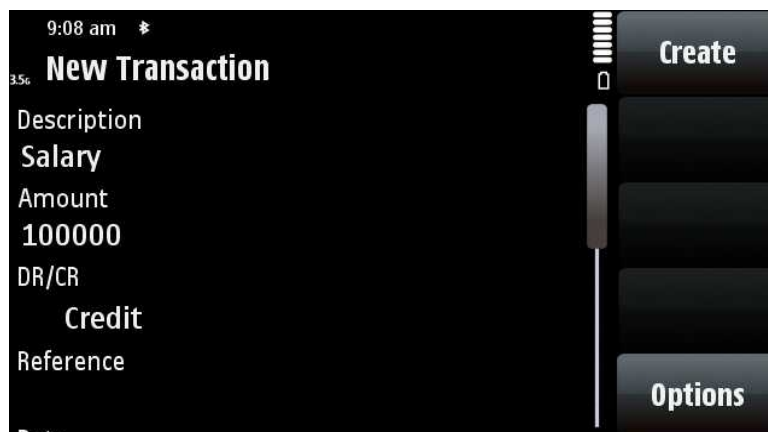 9:08 am
3.5G New Transaction
Create
Description
Salary
Amount
100000
DR/CR
Credit
Reference
Options